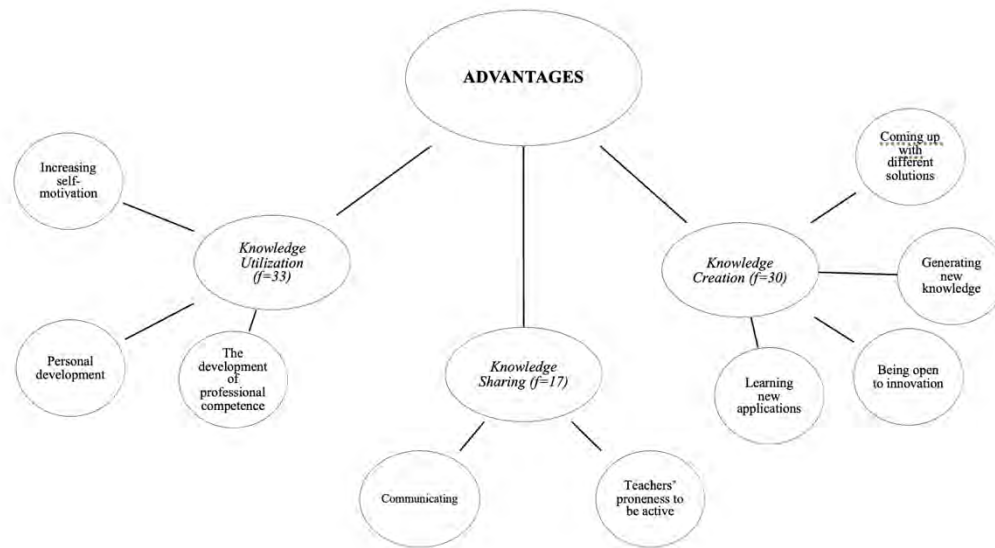 ADVANTAGES
Increasing
self-
motivation
Knowledge
Utilization
(f=33)
Personal
development
The
development
of
professional
competence
Knowledge
Sharing (f=17)
Communicating
Teachers’
proneness to
be active
Knowledge
Creation (f=30)
Coming up
with
different
solutions
Generating
new
knowledge
Being open
to innovation
Learning
new
applications